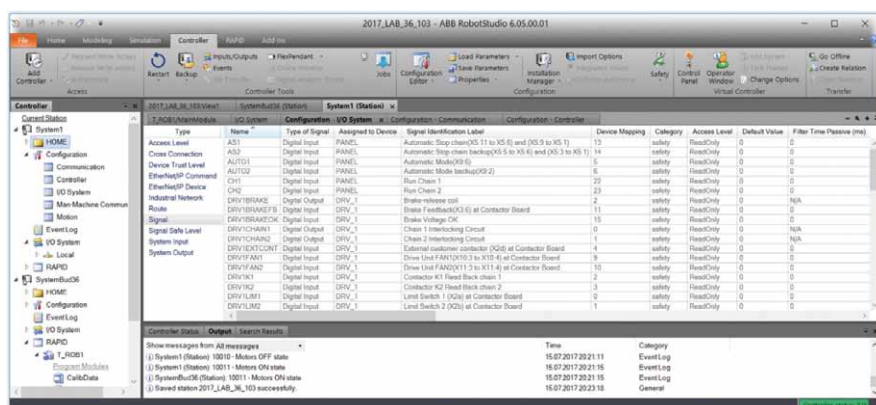 2017_LAB_36_103 - ABB RobotStudio 6.05.00.01
File Home Modeling Simulation Controller RAPID Add-Ins
Add Controller
Request Write Access
Release Write Access
Access
Restart Backup
Inputs/Outputs
Events
FlexPendant
Controller Tools
Jobs
Configuration Editor
Load Parameters
Save Parameters
Properties
Installation Manager
Import Options
Configuration
Safety
Control Panel
Operator Window
Change Options
Virtual Controller
Go Offline
Create Relation
Transfer
Controller
Current Station
System1
HOME
Configuration
Communication
Controller
I/O System
Man-Machine Commun
Motion
EventLog
I/O System
Local
RAPID
SystemBud36
HOME
Configuration
EventLog
I/O System
RAPID
T_ROB1
Program Modules
CalibData
2017_LAB_36_103:View1 SystemBud36 (Station) System1 (Station)
T_ROB1/MainModule I/O System Configuration - I/O System Configuration - Communication Configuration - Controller
Type
Access Level
Cross Connection
Device Trust Level
EtherNet/IP Command
EtherNet/IP Device
Industrial Network
Route
Signal
Signal Safe Level
System Input
System Output
Name Type of Signal Assigned to Device Signal Identification Label Device Mapping Category Access Level Default Value Filter Time Passive (ms)
AS1 Digital Input PANEL Automatic Stop chain(X5:11 to X5:6) and (X5:9 to X5:1) 13 safety ReadOnly 0 0
AS2 Digital Input PANEL Automatic Stop chain backup(X5:5 to X5:6) and (X5:3 to X5:1) 14 safety ReadOnly 0 0
AUTO1 Digital Input PANEL Automatic Mode(X9:6) 5 safety ReadOnly 0 0
AUTO2 Digital Input PANEL Automatic Mode backup(X9:2) 6 safety ReadOnly 0 0
CH1 Digital Input PANEL Run Chain 1 22 safety ReadOnly 0 0
CH2 Digital Input PANEL Run Chain 2 23 safety ReadOnly 0 0
DRV1BRAKE Digital Output DRV_1 Brake-release coil 2 safety ReadOnly 0 N/A
DRV1BRAKEFB Digital Input DRV_1 Brake Feedback(X3:6) at Contactor Board 11 safety ReadOnly 0 0
DRV1BRAKEOK Digital Input DRV_1 Brake Voltage OK 15 safety ReadOnly 0 0
DRV1CHAIN1 Digital Output DRV_1 Chain 1 Interlocking Circuit 0 safety ReadOnly 0 N/A
DRV1CHAIN2 Digital Output DRV_1 Chain 2 Interlocking Circuit 1 safety ReadOnly 0 N/A
DRV1EXTCONT Digital Input DRV_1 External customer contactor (X2d) at Contactor Board 4 safety ReadOnly 0 0
DRV1FAN1 Digital Input DRV_1 Drive Unit FAN1(X10:3 to X10:4) at Contactor Board 9 safety ReadOnly 0 0
DRV1FAN2 Digital Input DRV_1 Drive Unit FAN2(X11:3 to X11:4) at Contactor Board 10 safety ReadOnly 0 0
DRV1K1 Digital Input DRV_1 Contactor K1 Read Back chain 1 2 safety ReadOnly 0 0
DRV1K2 Digital Input DRV_1 Contactor K2 Read Back chain 2 3 safety ReadOnly 0 0
DRV1LIM1 Digital Input DRV_1 Limit Switch 1 (X2a) at Contactor Board 0 safety ReadOnly 0 0
DRV1LIM2 Digital Input DRV_1 Limit Switch 2 (X2b) at Contactor Board 1 safety ReadOnly 0 0
Controller Status Output Search Results
Show messages from All messages Time Category
System1 (Station): 10010 - Motors OFF state 15.07.2017 20:21:11 EventLog
System1 (Station): 10011 - Motors ON state 15.07.2017 20:21:15 EventLog
SystemBud36 (Station): 10011 - Motors ON state 15.07.2017 20:21:15 EventLog
Saved station 2017_LAB_36_103 successfully. 15.07.2017 20:23:18 General